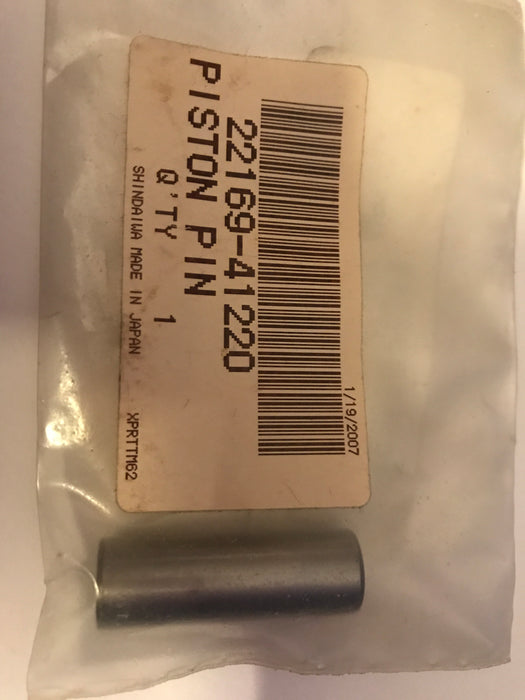 1/19/2007
22169-41220
PISTON PIN
Q'TY 1
SHINDAIWA MADE IN JAPAN XPRTTM62